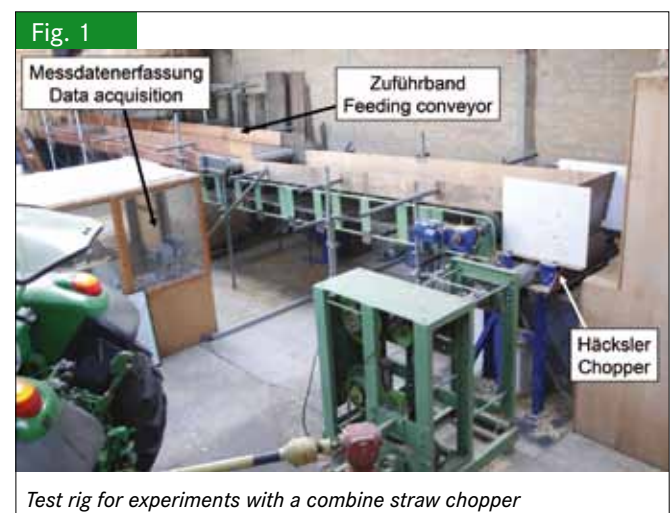 Fig. 1
Messdatenerfassung
Data acquisition
Zuführband
Feeding conveyor
Häcksler
Chopper
Test rig for experiments with a combine straw chopper